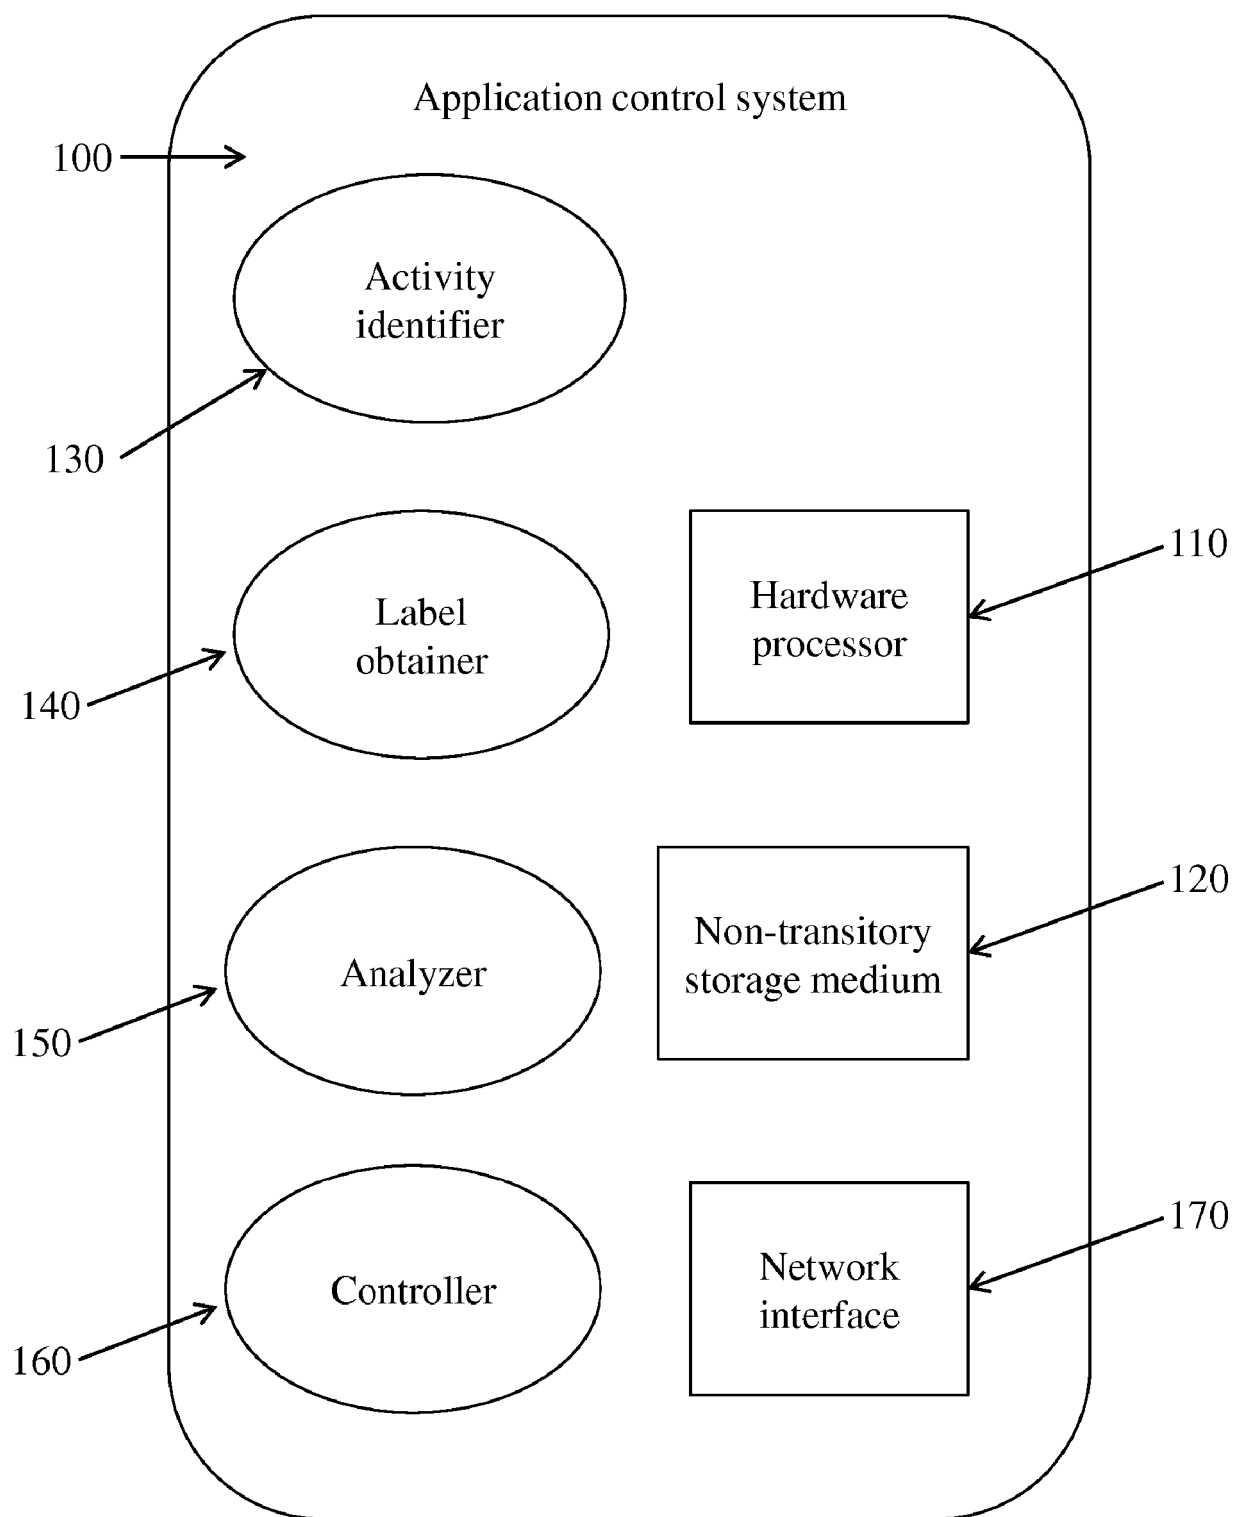 Application control system
100
Activity
identifier
130
Label
obtainer
140
Hardware
processor
110
Analyzer
150
Non-transitory
storage medium
120
Controller
160
Network
interface
170